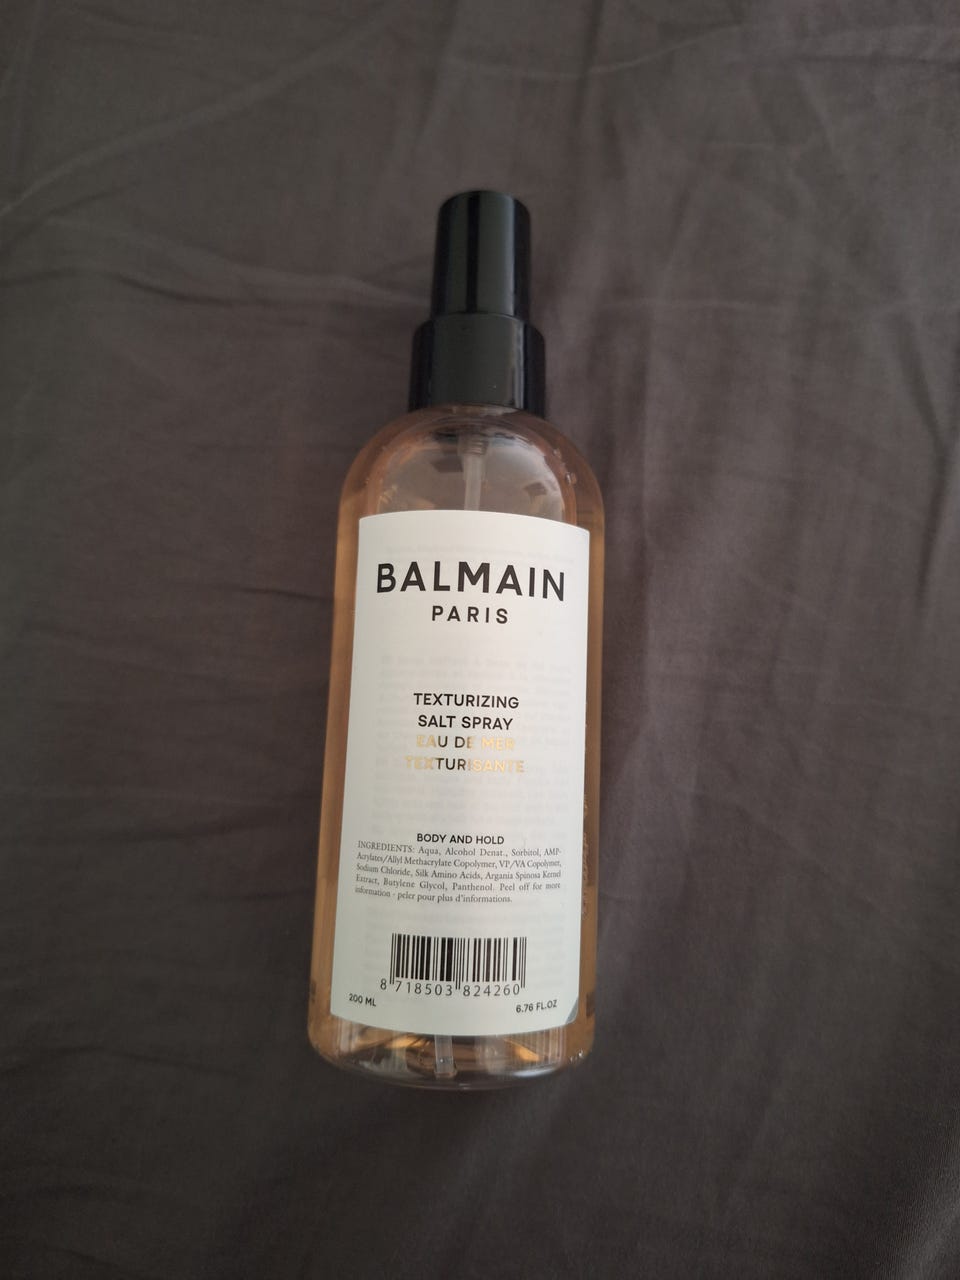 BALMAIN
PARIS
TEXTURIZING
SALT SPRAY
EAU DE MER
TEXTURISANTE
BODY AND HOLD
INGREDIENTS: Aqua, Alcohol Denat., Sorbitol, AMP-
Acrylates/Allyl Methacrylate Copolymer, VP/VA Copolymer,
Sodium Chloride, Silk Amino Acids, Argania Spinosa Kernel
Extract, Butylene Glycol, Panthenol. Peel off for more
information - peler pour plus d'informations.
8 718503 824260
200 ML
6.76 FL.OZ